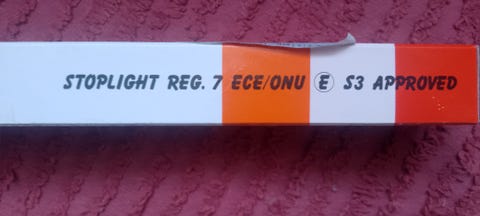 STOPLIGHT REG. 7 ECE/ONU E S3 APPROVED